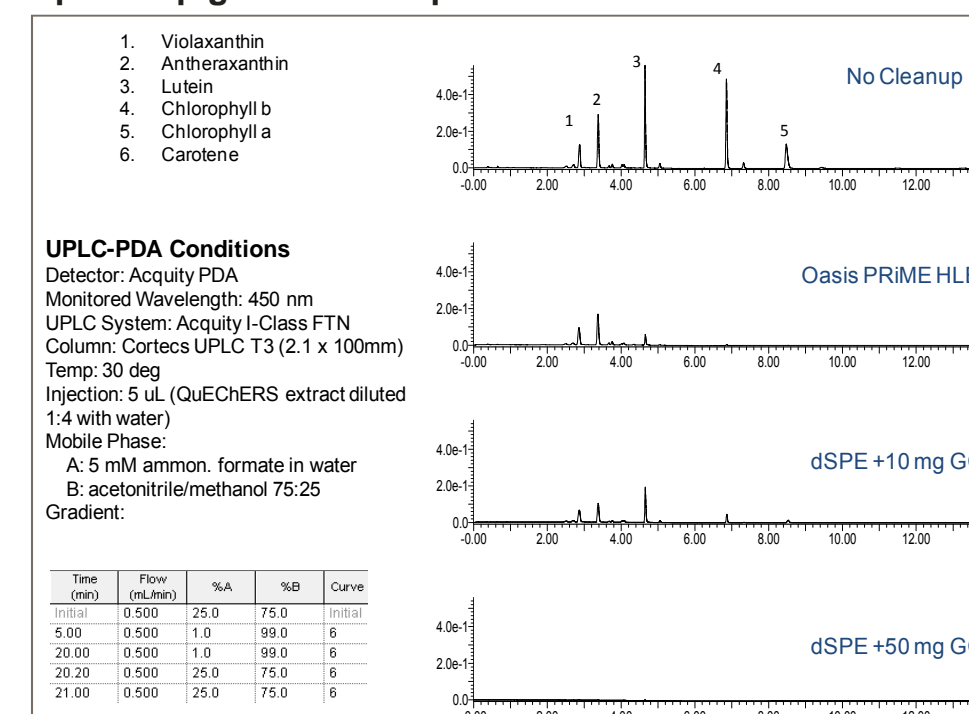 1. Violaxanthin
2. Antheraxanthin
3. Lutein
4. Chlorophyll b
5. Chlorophyll a
6. Carotene
UPLC-PDA Conditions
Detector: Acquity PDA
Monitored Wavelength: 450 nm
UPLC System: Acquity I-Class FTN
Column: Cortecs UPLC T3 (2.1 x 100mm)
Temp: 30 deg
Injection: 5 uL (QuEChERS extract diluted
1:4 with water)
Mobile Phase:
A: 5 mM ammon. formate in water
B: acetonitrile/methanol 75:25
Gradient:
Time (min) Flow (mL/min) %A %B Curve
Initial 0.500 25.0 75.0 Initial
5.00 0.500 1.0 99.0 6
20.00 0.500 1.0 99.0 6
20.20 0.500 25.0 75.0 6
21.00 0.500 25.0 75.0 6
No Cleanup
1 2 3 4 5
4.0e-1
2.0e-1
0.0
-0.00 2.00 4.00 6.00 8.00 10.00 12.00
Oasis PRiME HLB
4.0e-1
2.0e-1
0.0
-0.00 2.00 4.00 6.00 8.00 10.00 12.00
dSPE +10 mg G
4.0e-1
2.0e-1
0.0
-0.00 2.00 4.00 6.00 8.00 10.00 12.00
dSPE +50 mg G
4.0e-1
2.0e-1
0.0